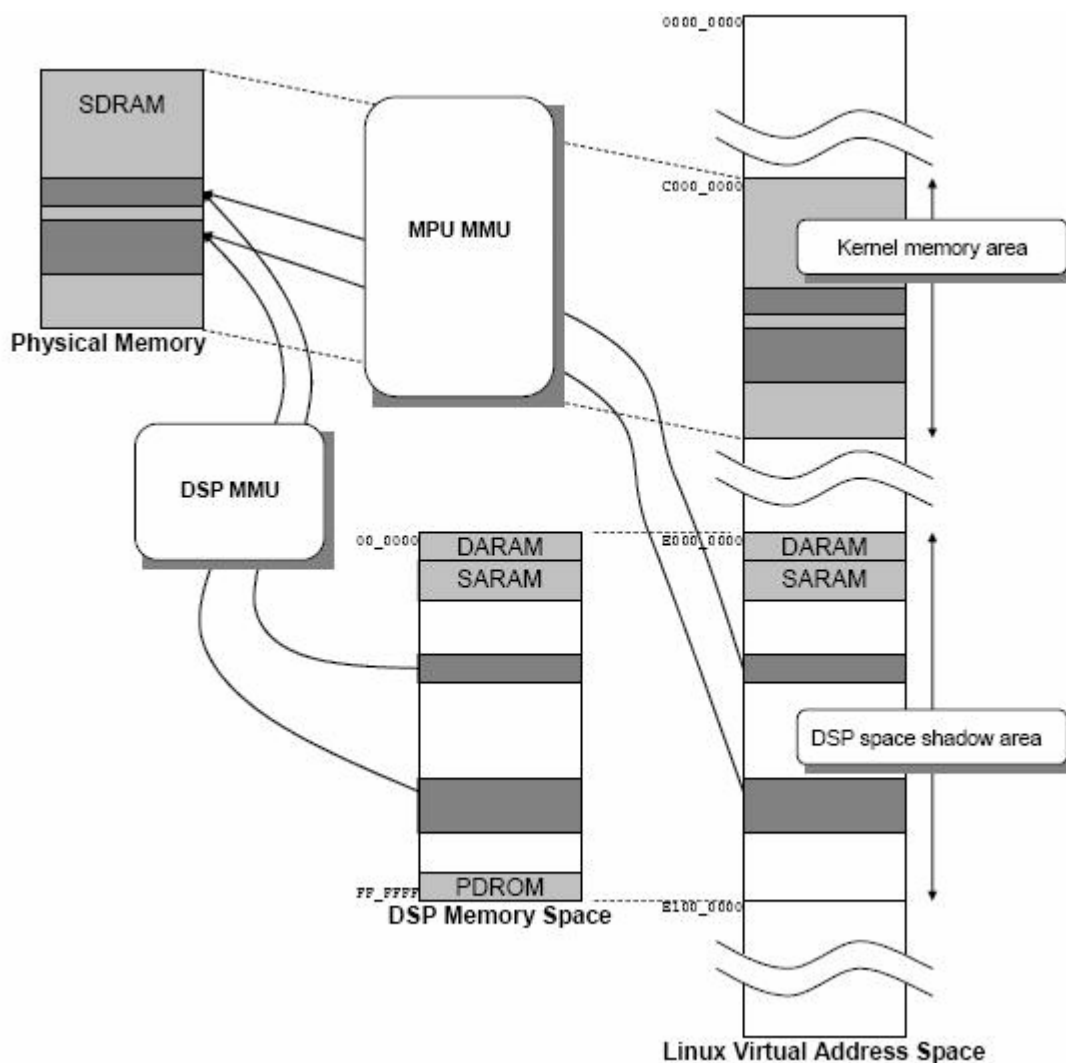 0000_0000
SDRAM
MPU MMU
C000_0000
Kernel memory area
Physical Memory
DSP MMU
00_0000
DARAM
SARAM
E000_0000
DARAM
SARAM
DSP space shadow area
FF_FFFF
PDROM
DSP Memory Space
E100_0000
Linux Virtual Address Space